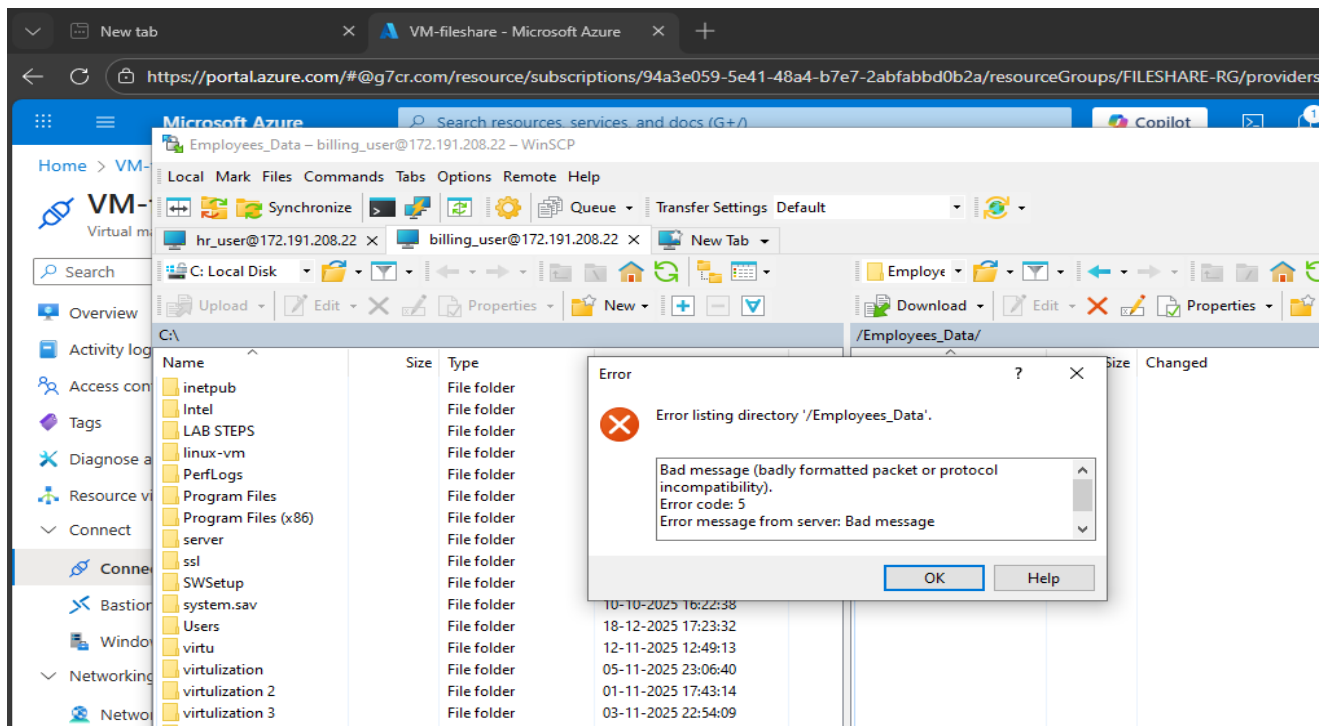 New tab
VM-fileshare - Microsoft Azure
https://portal.azure.com/#@g7cr.com/resource/subscriptions/94a3e059-5e41-48a4-b7e7-2abfabbd0b2a/resourceGroups/FILESHARE-RG/providers
Microsoft Azure
Search resources, services, and docs (G+/)
Copilot
1
Home > VM-
VM-
Virtual ma
Search
Overview
Activity log
Access con
Tags
Diagnose a
Resource vi
Connect
Conne
Bastion
Windo
Networking
Netwo
Employees_Data – billing_user@172.191.208.22 – WinSCP
Local Mark Files Commands Tabs Options Remote Help
Synchronize Queue Transfer Settings Default
hr_user@172.191.208.22 billing_user@172.191.208.22 New Tab
C: Local Disk
Employe
Upload Edit Properties New
Download Edit Properties
C:\
/Employees_Data/
Name Size Type
Size Changed
inetpub File folder
Intel File folder
LAB STEPS File folder
linux-vm File folder
PerfLogs File folder
Program Files File folder
Program Files (x86) File folder
server File folder
ssl File folder
SWSetup File folder
system.sav File folder 10-10-2025 16:22:38
Users File folder 18-12-2025 17:23:32
virtu File folder 12-11-2025 12:49:13
virtulization File folder 05-11-2025 23:06:40
virtulization 2 File folder 01-11-2025 17:43:14
virtulization 3 File folder 03-11-2025 22:54:09
Error
?
Error listing directory '/Employees_Data'.
Bad message (badly formatted packet or protocol
incompatibility).
Error code: 5
Error message from server: Bad message
OK Help